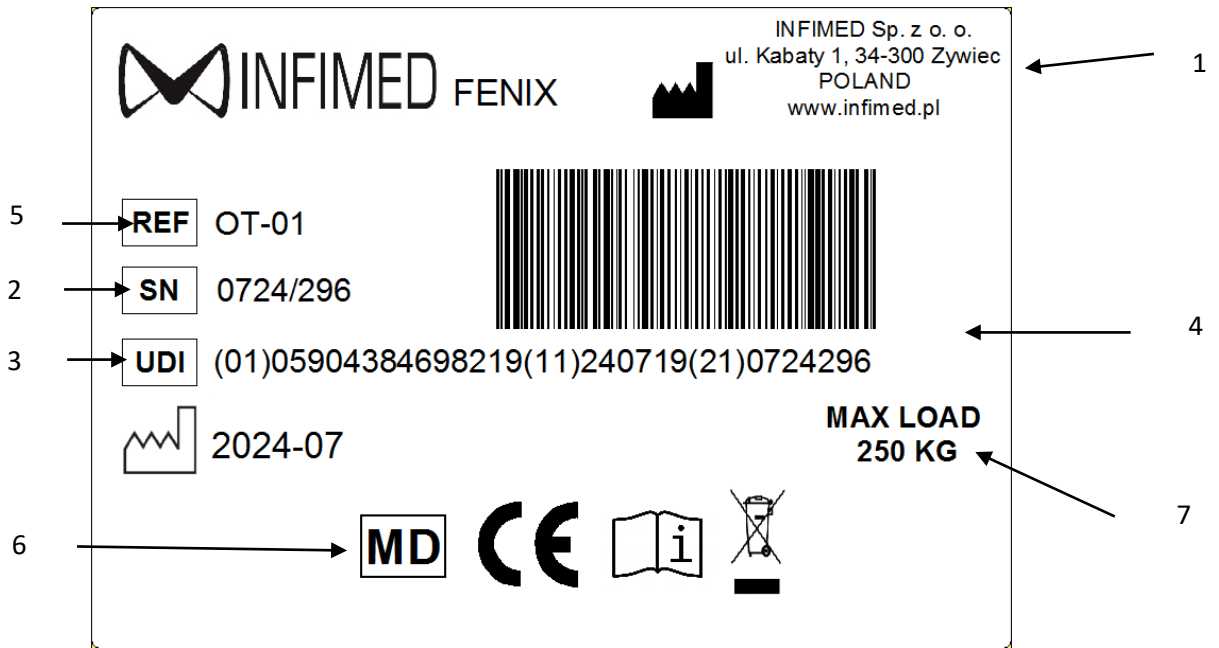 INFIMED FENIX
INFIMED Sp. z o. o.
ul. Kabaty 1, 34-300 Zywiec
POLAND
www.infimed.pl
1
5
REF OT-01
2
SN 0724/296
4
3
UDI (01)05904384698219(11)240719(21)0724296
2024-07
MAX LOAD
250 KG
7
6
MD CE i